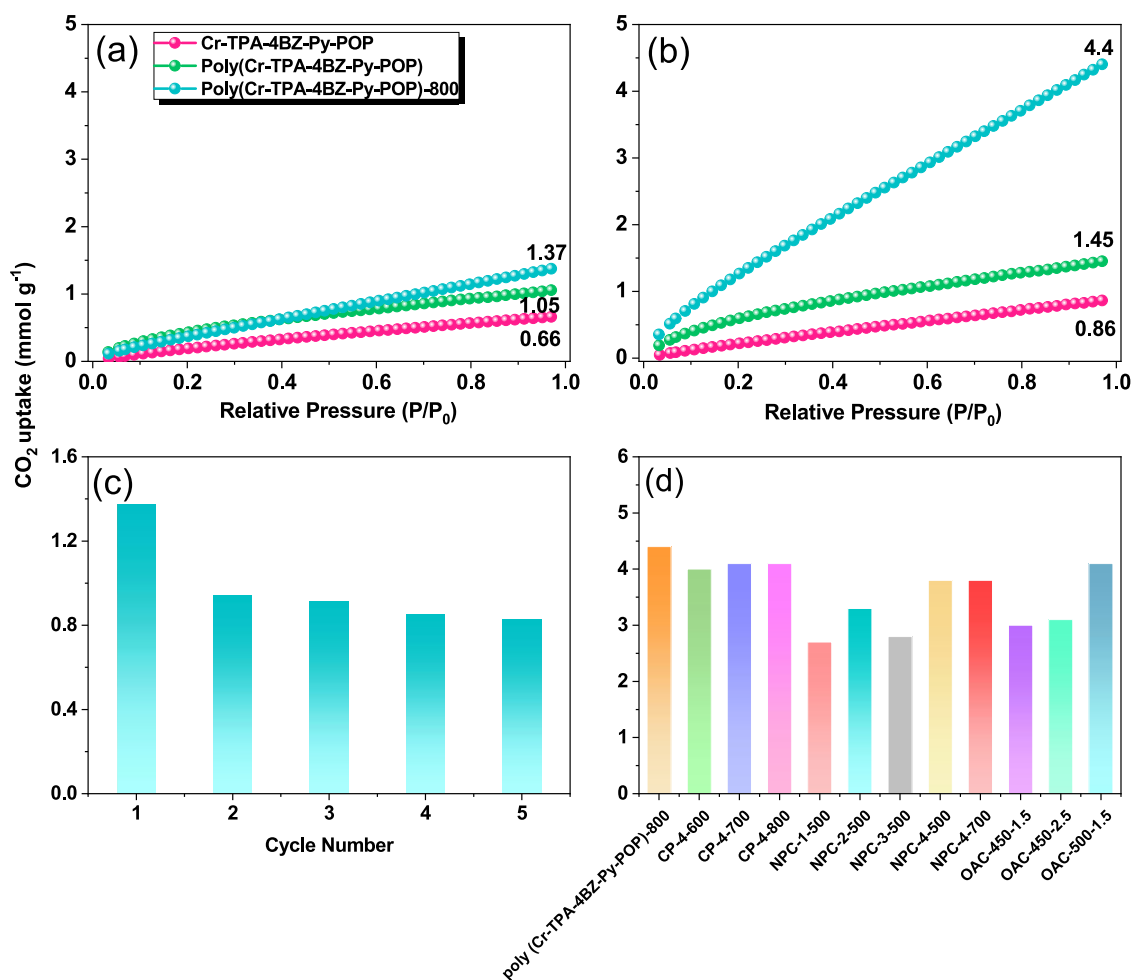 (a)
Cr-TPA-4BZ-Py-POP
Poly(Cr-TPA-4BZ-Py-POP)
Poly(Cr-TPA-4BZ-Py-POP)-800
5
4
3
2
1
0
1.37
1.05
0.66
0.0 0.2 0.4 0.6 0.8 1.0
Relative Pressure (P/P0)
(b)
5
4
3
2
1
0
4.4
1.45
0.86
0.0 0.2 0.4 0.6 0.8 1.0
Relative Pressure (P/P0)
CO2 uptake (mmol g-1)
(c)
1.6
1.2
0.8
0.4
0.0
1 2 3 4 5
Cycle Number
(d)
6
5
4
3
2
1
0
poly (Cr-TPA-4BZ-Py-POP)-800
CP-4-600
CP-4-700
CP-4-800
NPC-1-500
NPC-2-500
NPC-3-500
NPC-4-500
NPC-4-700
OAC-450-1.5
OAC-450-2.5
OAC-500-1.5